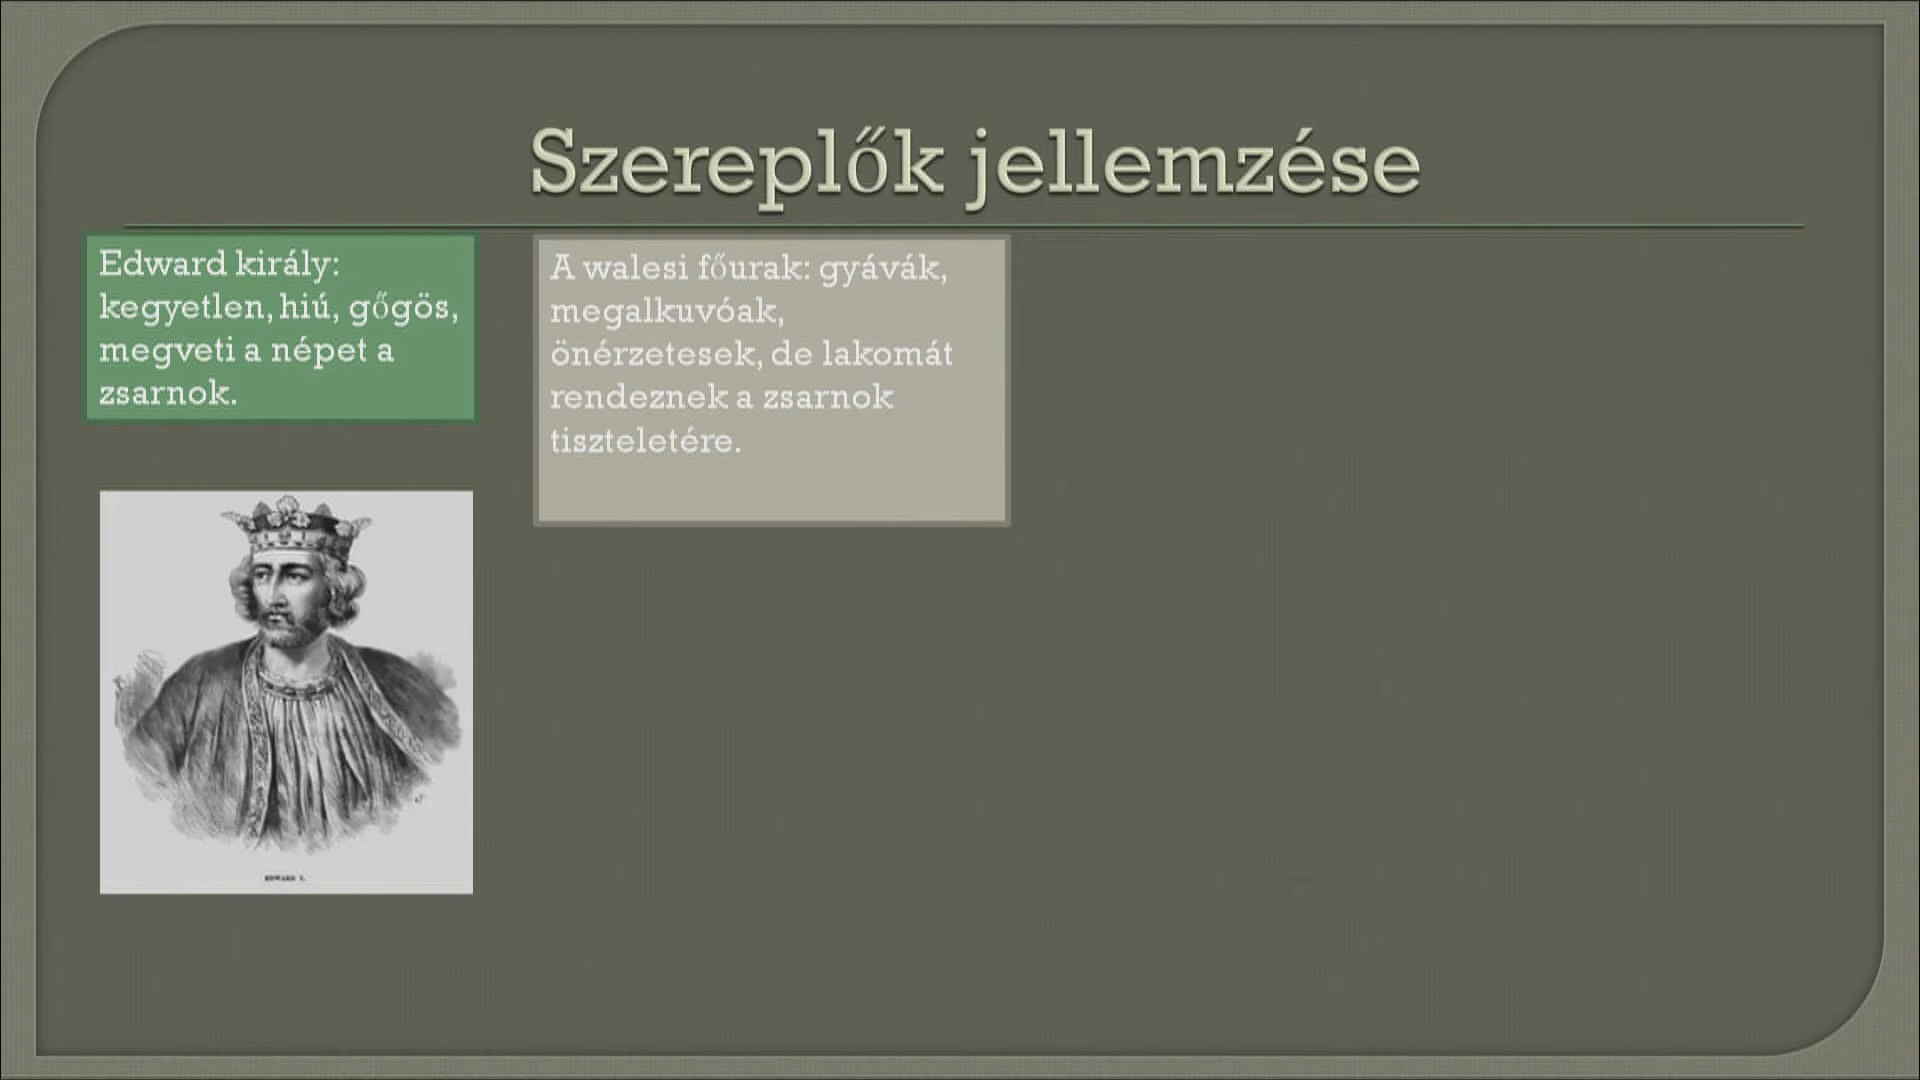 Szereplők jellemzése
Edward király:
kegyetlen, hiú, gőgös,
megveti a népet a
zsarnok.
A walesi főurak: gyávák,
megalkuvóak,
önérzetesek, de lakomát
rendeznek a zsarnok
tiszteletére.
EDWARD I.